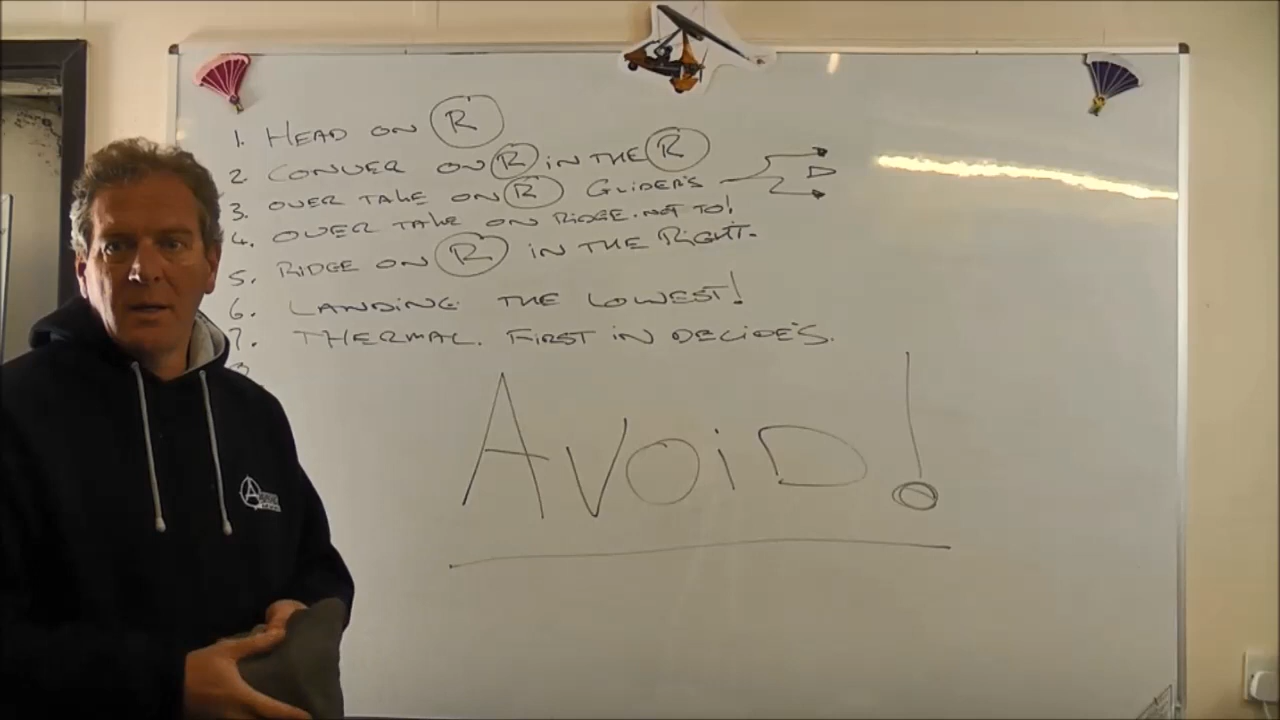 1. HEAD ON R
2. CONVER ON R IN THE R
3. OVER TAKE ON R GLIDER'S
4. OVER TAKE ON RIDGE. NOT TO!
5. RIDGE ON R IN THE RIGHT.
6. LANDING. THE LOWEST!
7. THERMAL. FIRST IN DECIDE'S.
AVOID!